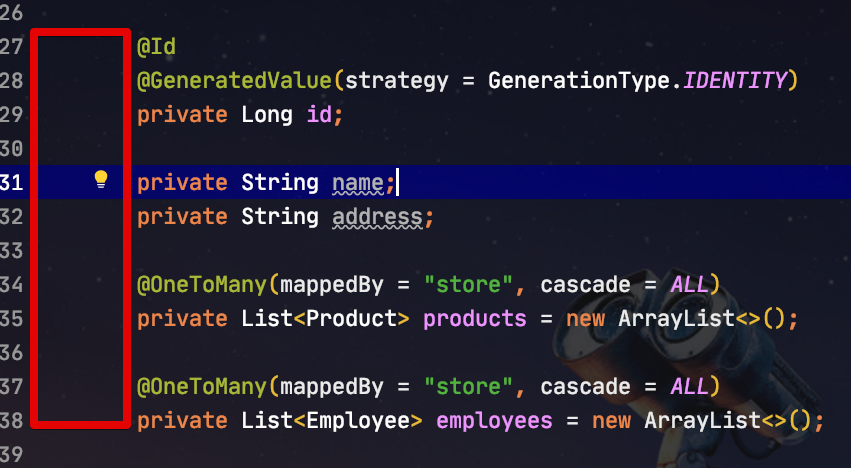 26
27 @Id
28 @GeneratedValue(strategy = GenerationType.IDENTITY)
29 private Long id;
30
31 private String name;
32 private String address;
33
34 @OneToMany(mappedBy = "store", cascade = ALL)
35 private List<Product> products = new ArrayList<>();
36
37 @OneToMany(mappedBy = "store", cascade = ALL)
38 private List<Employee> employees = new ArrayList<>();
39